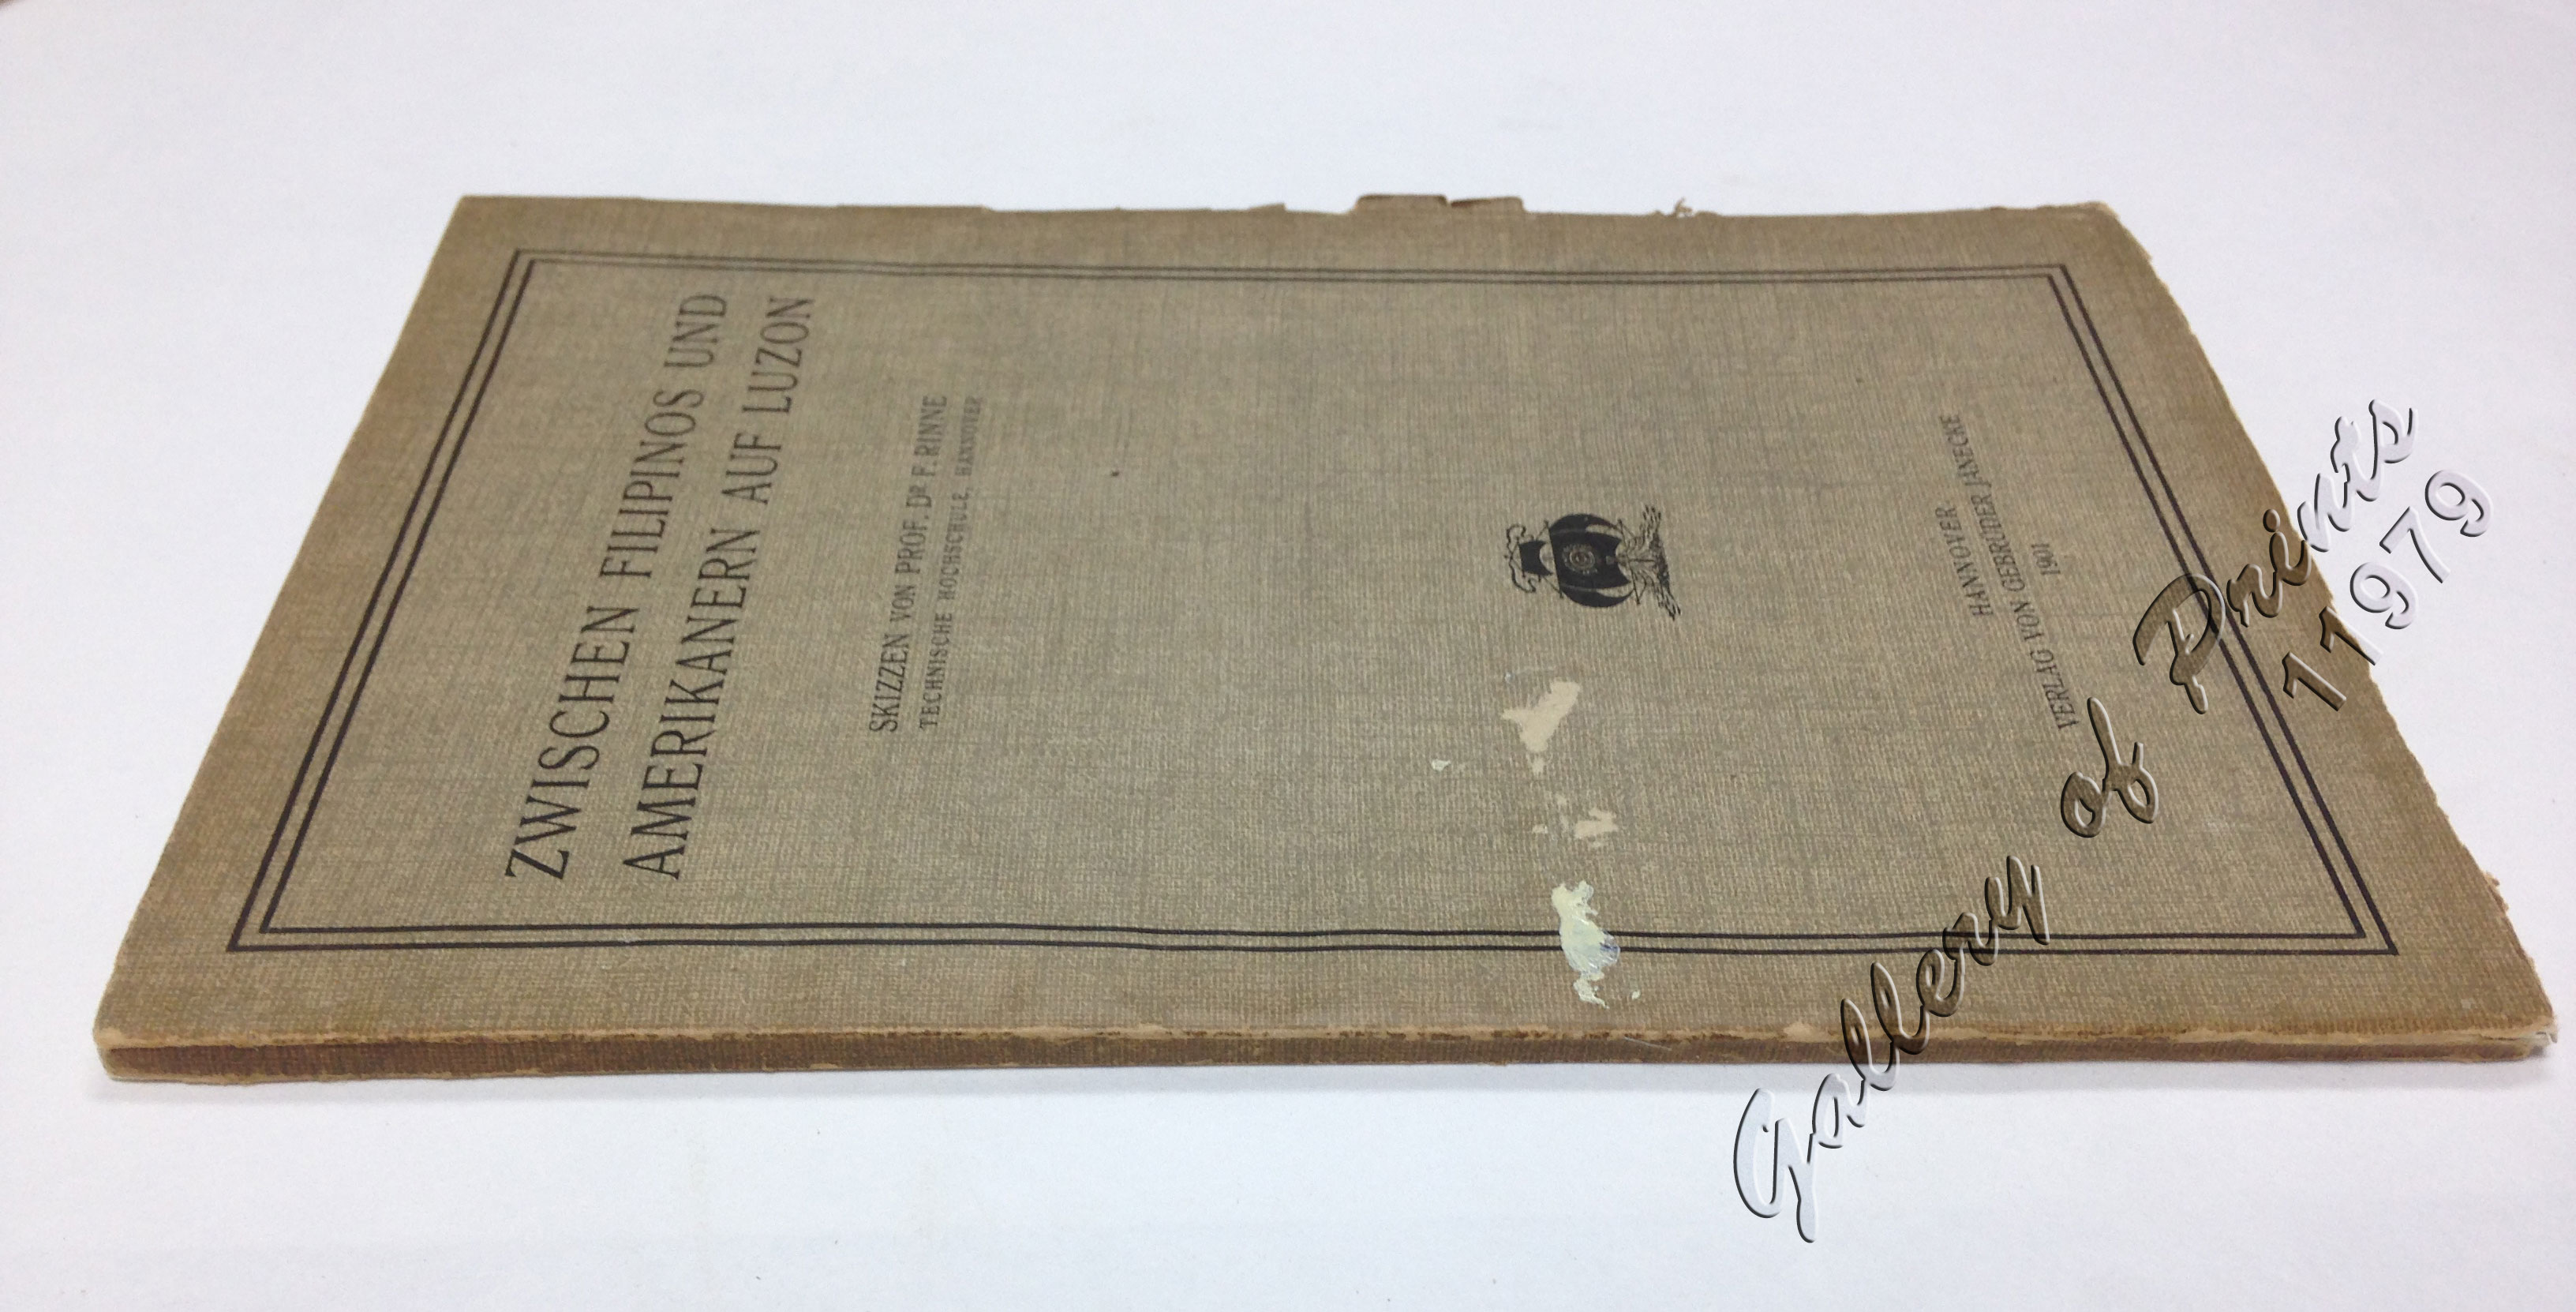 ZWISCHEN FILIPINOS UND
AMERIKANERN AUF LUZON
SKIZZEN VON PROF. DR F. RINNE
TECHNISCHE HOCHSCHULE, HANNOVER
HANNOVER
VERLAG VON GEBRÜDER JÄNECKE
1901
Gallery of Prints
11979